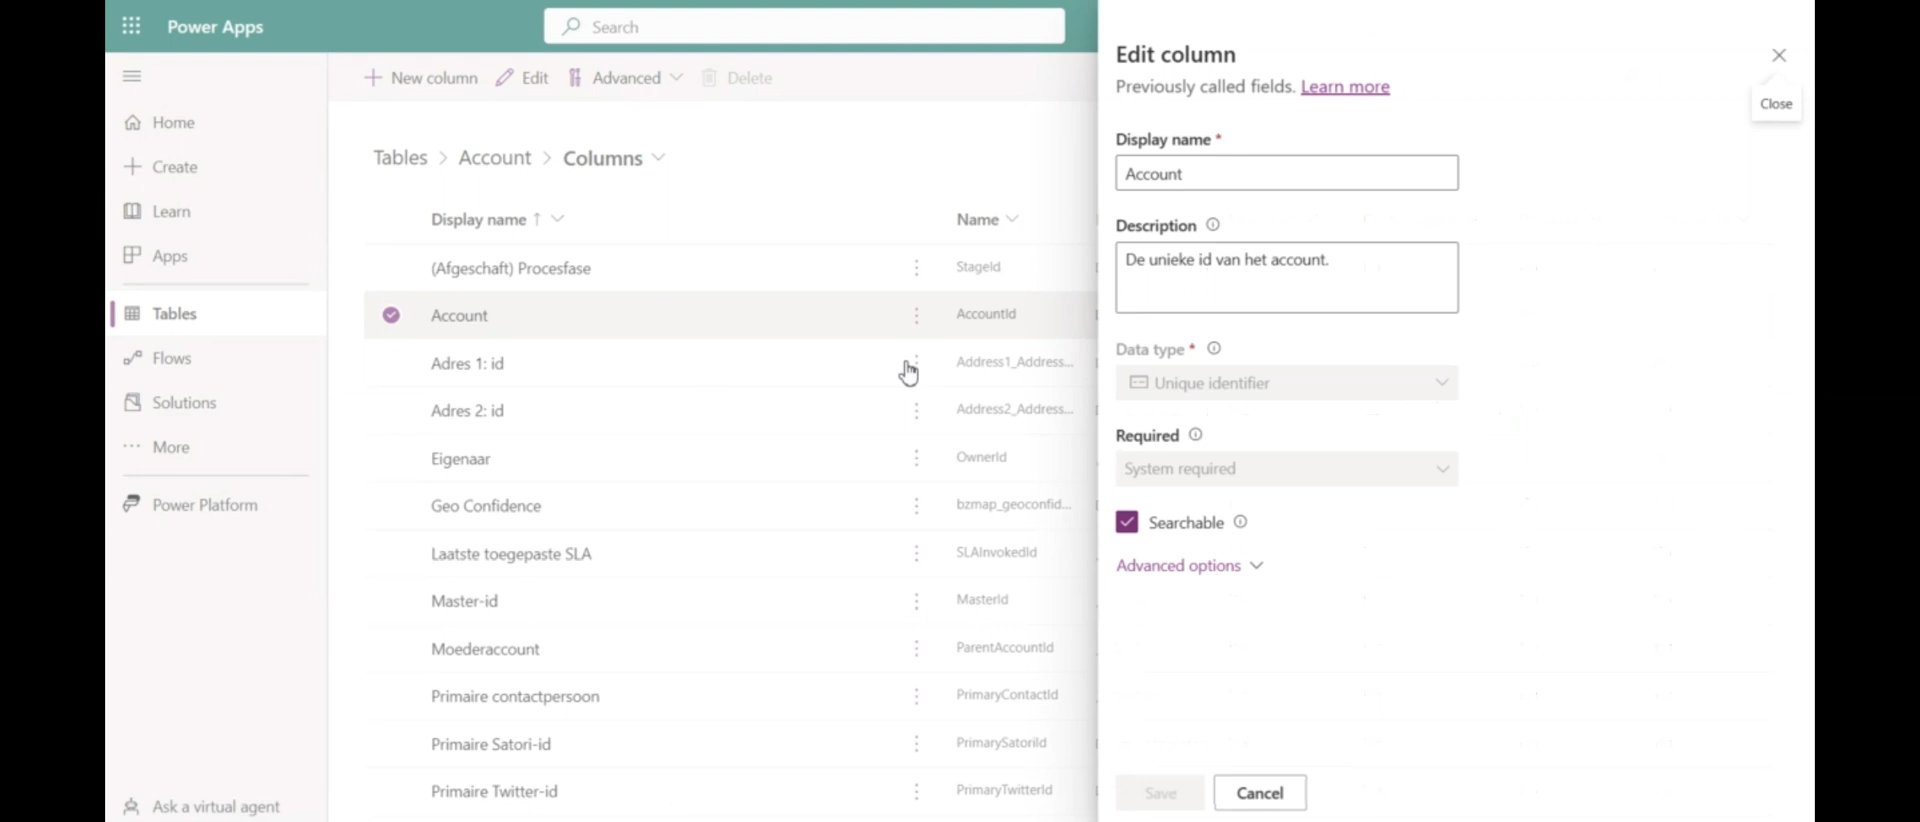 Power Apps
Search
New column
Edit
Advanced
Delete
Home
Create
Learn
Apps
Tables
Flows
Solutions
More
Power Platform
Ask a virtual agent
Tables > Account > Columns
Display name ↑
Name
(Afgeschaft) Procesfase
StageId
Account
AccountId
Adres 1: id
Address1_Address...
Adres 2: id
Address2_Address...
Eigenaar
OwnerId
Geo Confidence
bzmap_geoconfid...
Laatste toegepaste SLA
SLAInvokedId
Master-id
MasterId
Moederaccount
ParentAccountId
Primaire contactpersoon
PrimaryContactId
Primaire Satori-id
PrimarySatoriId
Primaire Twitter-id
PrimaryTwitterId
Edit column
Previously called fields. Learn more
Close
Display name *
Account
Description
De unieke id van het account.
Data type *
Unique identifier
Required
System required
Searchable
Advanced options
Save
Cancel